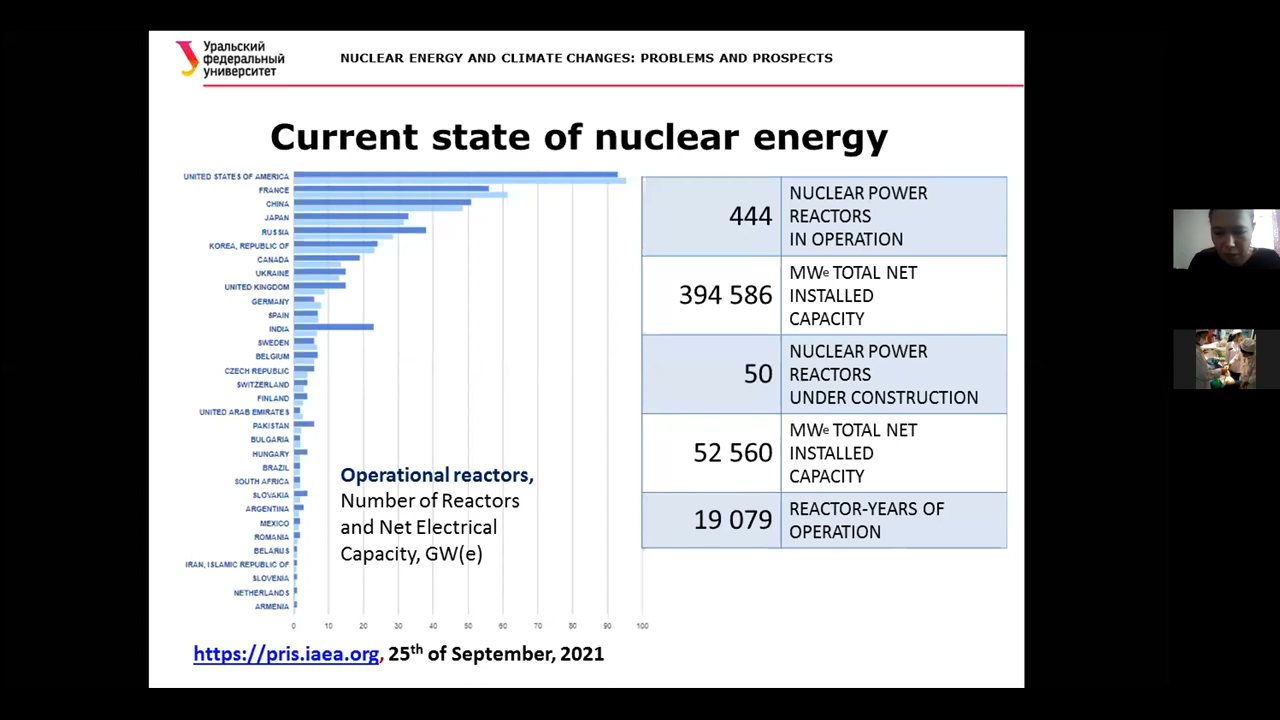 Уральский
федеральный
университет
NUCLEAR ENERGY AND CLIMATE CHANGES: PROBLEMS AND PROSPECTS
Current state of nuclear energy
UNITED STATES OF AMERICA
FRANCE
CHINA
JAPAN
RUSSIA
KOREA, REPUBLIC OF
CANADA
UKRAINE
UNITED KINGDOM
GERMANY
SPAIN
INDIA
SWEDEN
BELGIUM
CZECH REPUBLIC
SWITZERLAND
FINLAND
UNITED ARAB EMIRATES
PAKISTAN
BULGARIA
HUNGARY
BRAZIL
SOUTH AFRICA
SLOVAKIA
ARGENTINA
MEXICO
ROMANIA
BELARUS
IRAN, ISLAMIC REPUBLIC OF
SLOVENIA
NETHERLANDS
ARMENIA
0 10 20 30 40 50 60 70 80 90 100
Operational reactors,
Number of Reactors
and Net Electrical
Capacity, GW(e)
444
NUCLEAR POWER
REACTORS
IN OPERATION
394 586
MWe TOTAL NET
INSTALLED
CAPACITY
50
NUCLEAR POWER
REACTORS
UNDER CONSTRUCTION
52 560
MWe TOTAL NET
INSTALLED
CAPACITY
19 079
REACTOR-YEARS OF
OPERATION
https://pris.iaea.org, 25th of September, 2021